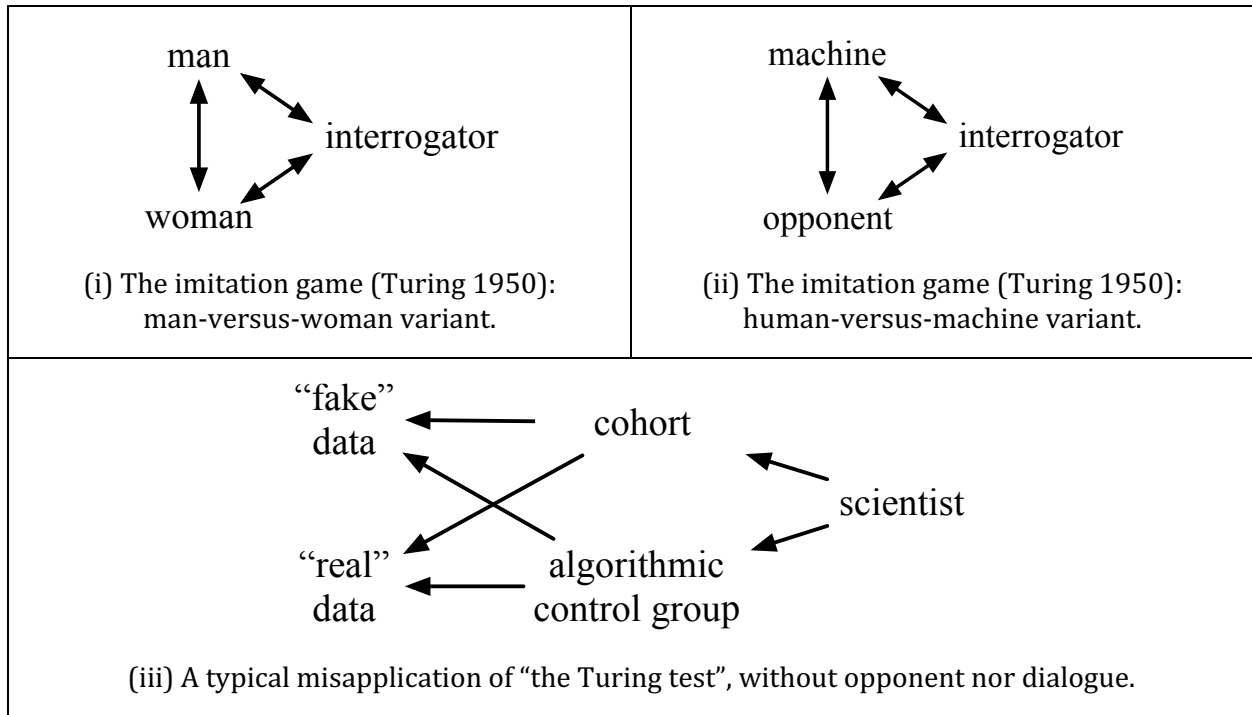 man
interrogator
woman
(i) The imitation game (Turing 1950):
man-versus-woman variant.
machine
interrogator
opponent
(ii) The imitation game (Turing 1950):
human-versus-machine variant.
“fake”
data
cohort
scientist
“real”
data
algorithmic
control group
(iii) A typical misapplication of “the Turing test”, without opponent nor dialogue.